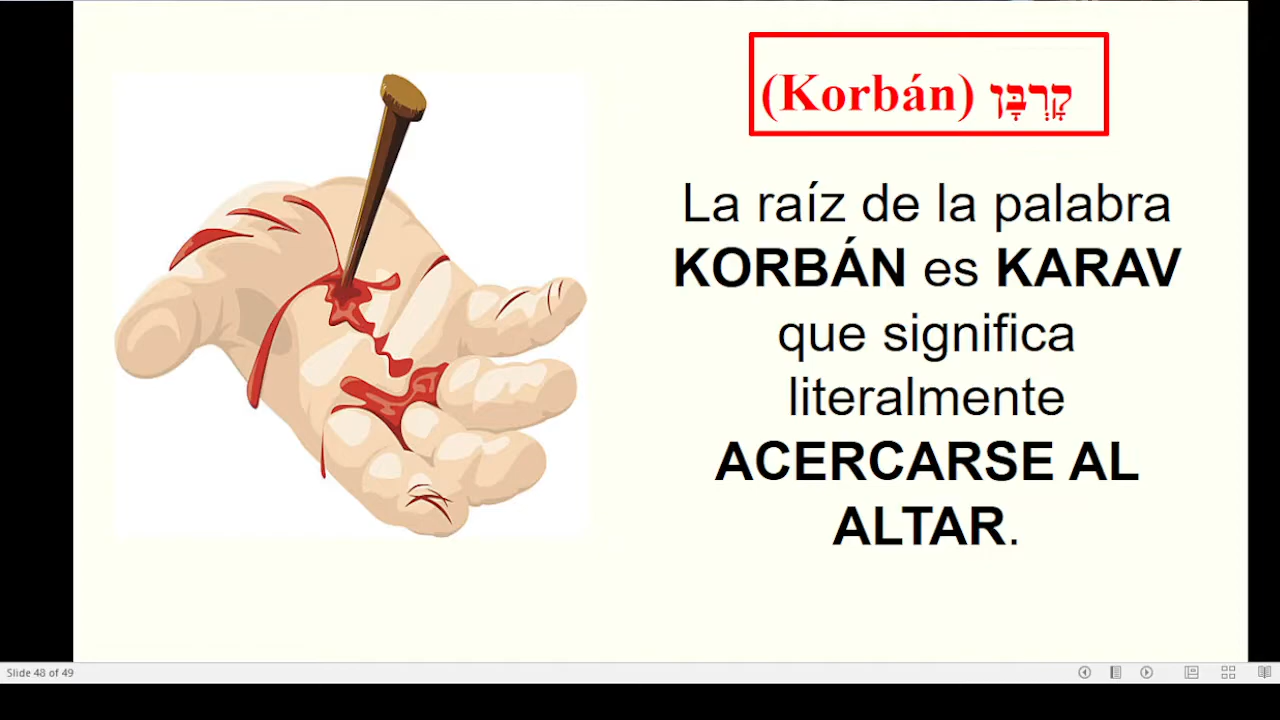 (Korbán) קָרְבָּן
La raíz de la palabra
KORBÁN es KARAV
que significa
literalmente
ACERCARSE AL
ALTAR.
Slide 48 of 49